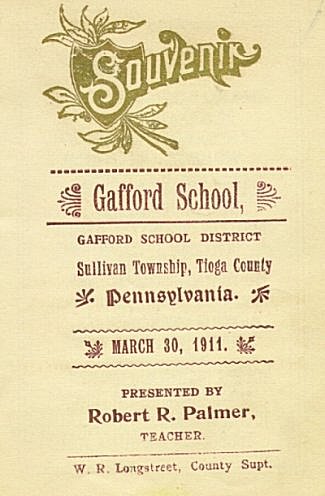 Souvenir
Gafford School,
GAFFORD SCHOOL DISTRICT
Sullivan Township, Tioga County
Pennsylvania.
MARCH 30, 1911.
PRESENTED BY
Robert R. Palmer,
TEACHER.
W. R. Longstreet, County Supt.